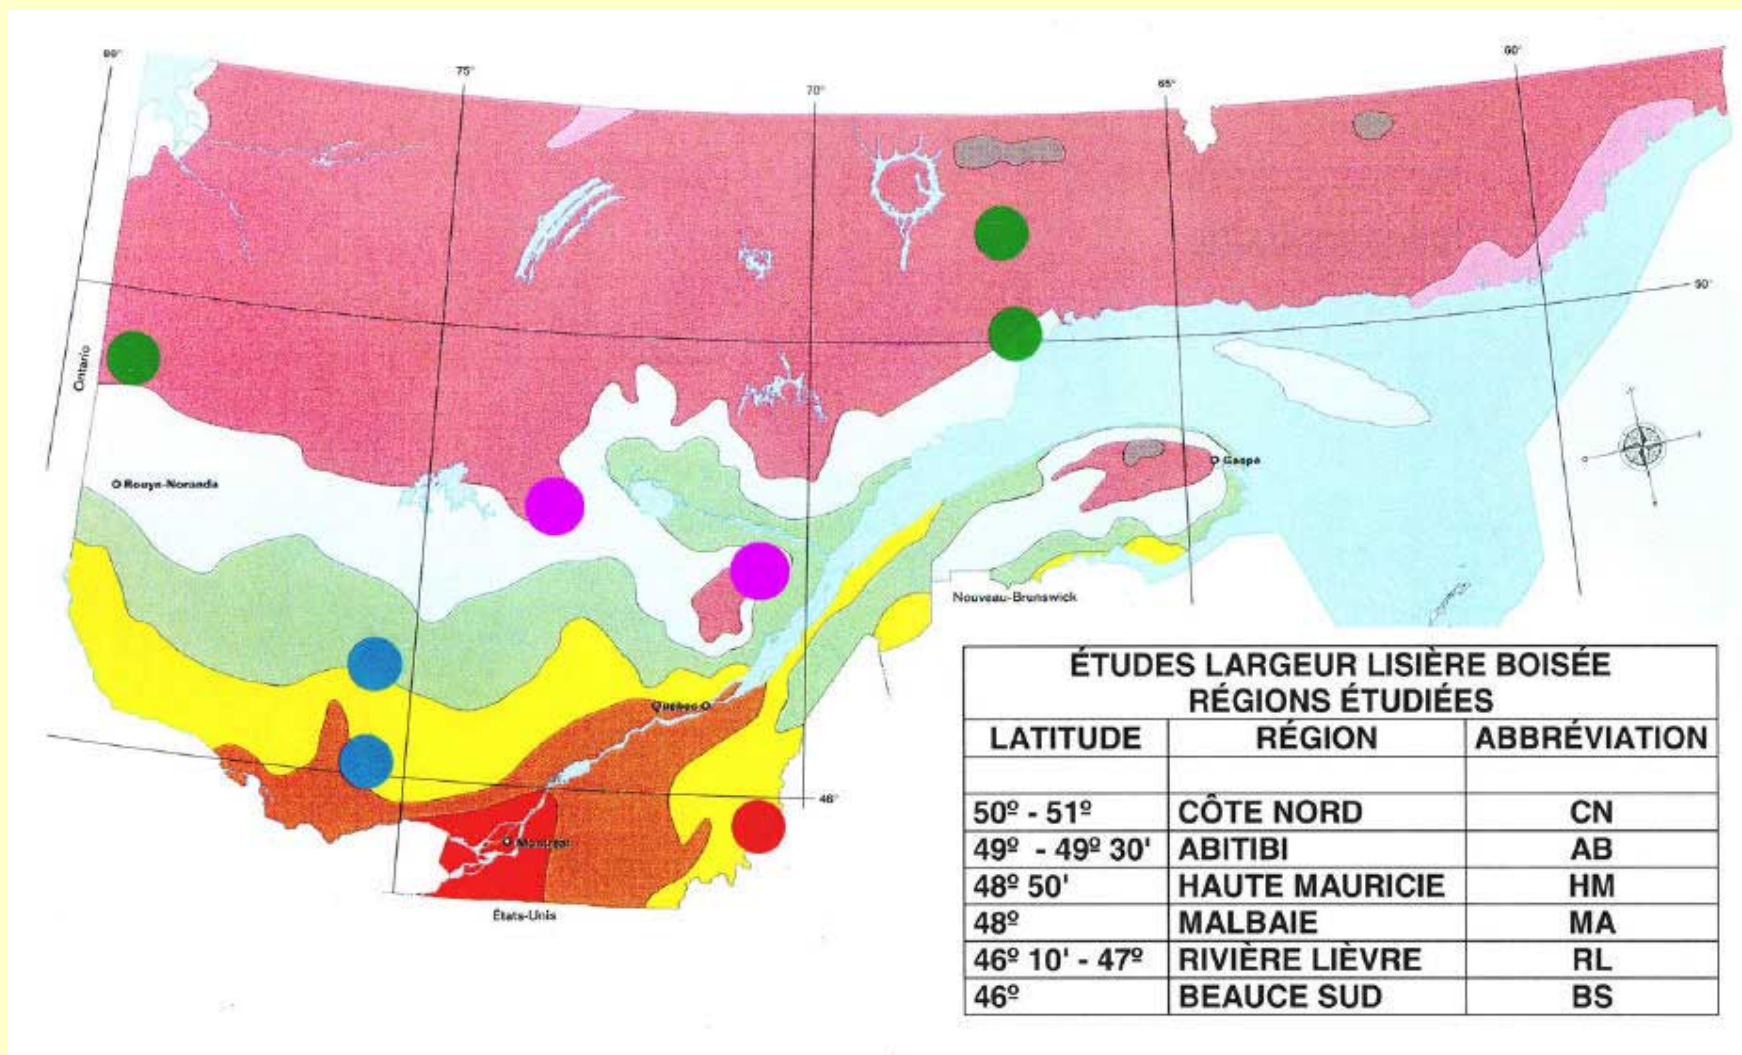 75°
70°
65°
60°
50°
Ontario
Rouyn-Noranda
Gaspé
Nouveau-Brunswick
Québec
46°
Montréal
États-Unis
ÉTUDES LARGEUR LISIÈRE BOISÉE
RÉGIONS ÉTUDIÉES
LATITUDE RÉGION ABBRÉVIATION
50º - 51º CÔTE NORD CN
49º - 49º 30' ABITIBI AB
48º 50' HAUTE MAURICIE HM
48º MALBAIE MA
46º 10' - 47º RIVIÈRE LIÈVRE RL
46º BEAUCE SUD BS